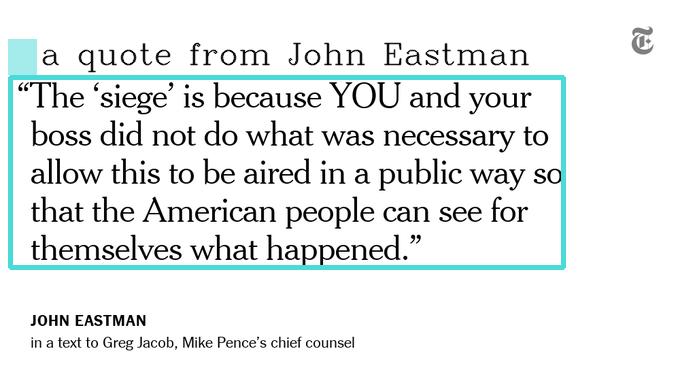 a quote from John Eastman
“The ‘siege’ is because YOU and your
boss did not do what was necessary to
allow this to be aired in a public way so
that the American people can see for
themselves what happened.”
JOHN EASTMAN
in a text to Greg Jacob, Mike Pence’s chief counsel